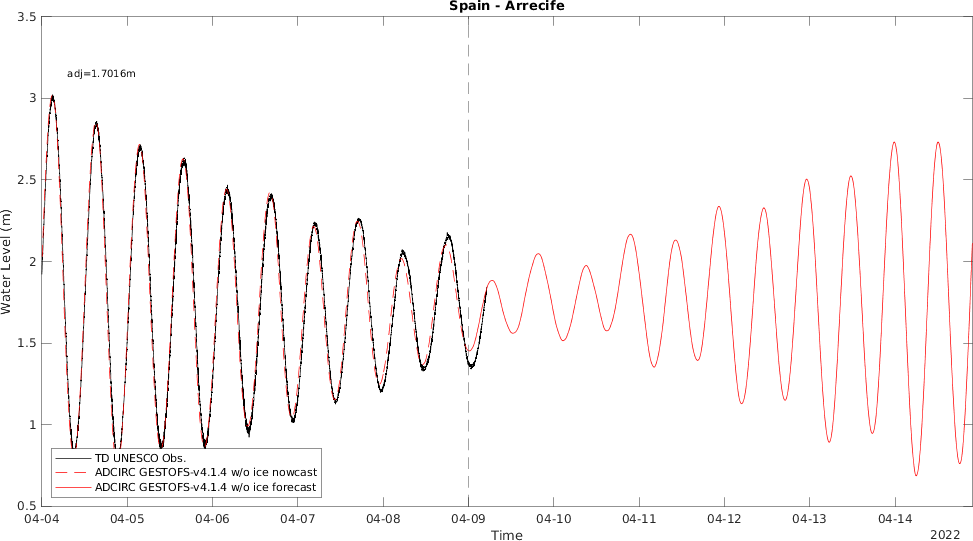 Spain - Arrecife
3.5
adj=1.7016m
3
2.5
2
Water Level (m)
1.5
1
TD UNESCO Obs.
ADCIRC GESTOFS-v4.1.4 w/o ice nowcast
ADCIRC GESTOFS-v4.1.4 w/o ice forecast
0.5
04-04 04-05 04-06 04-07 04-08 04-09 04-10 04-11 04-12 04-13 04-14
Time
2022